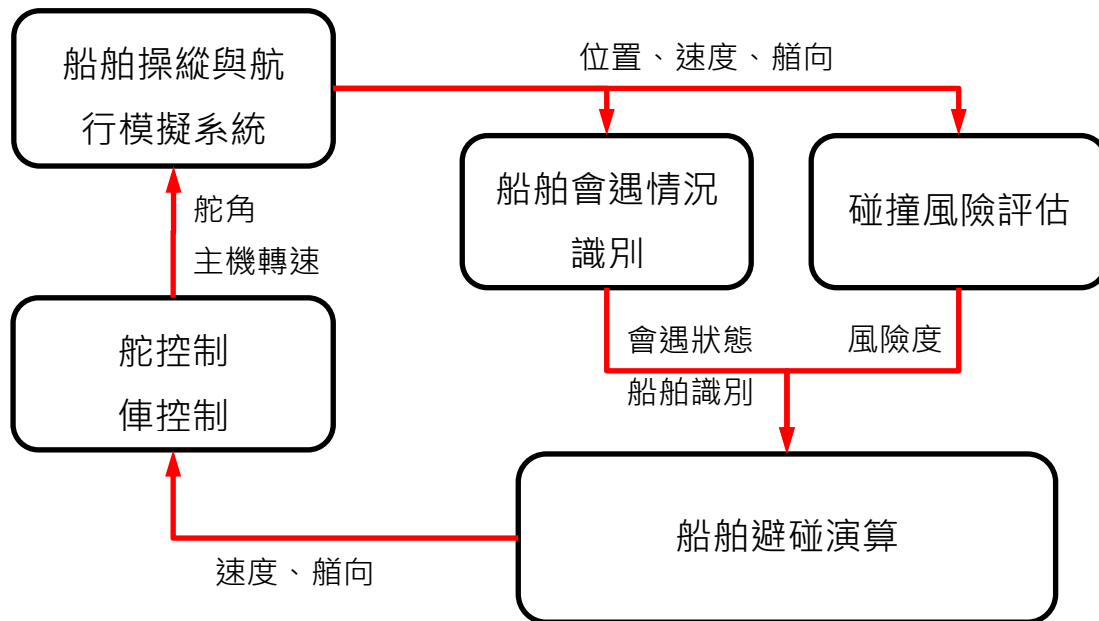 船舶操縱與航
行模擬系統
位置、速度、艏向
船舶會遇情況
識別
碰撞風險評估
舵角
主機轉速
舵控制
俥控制
會遇狀態
船舶識別
風險度
船舶避碰演算
速度、艏向